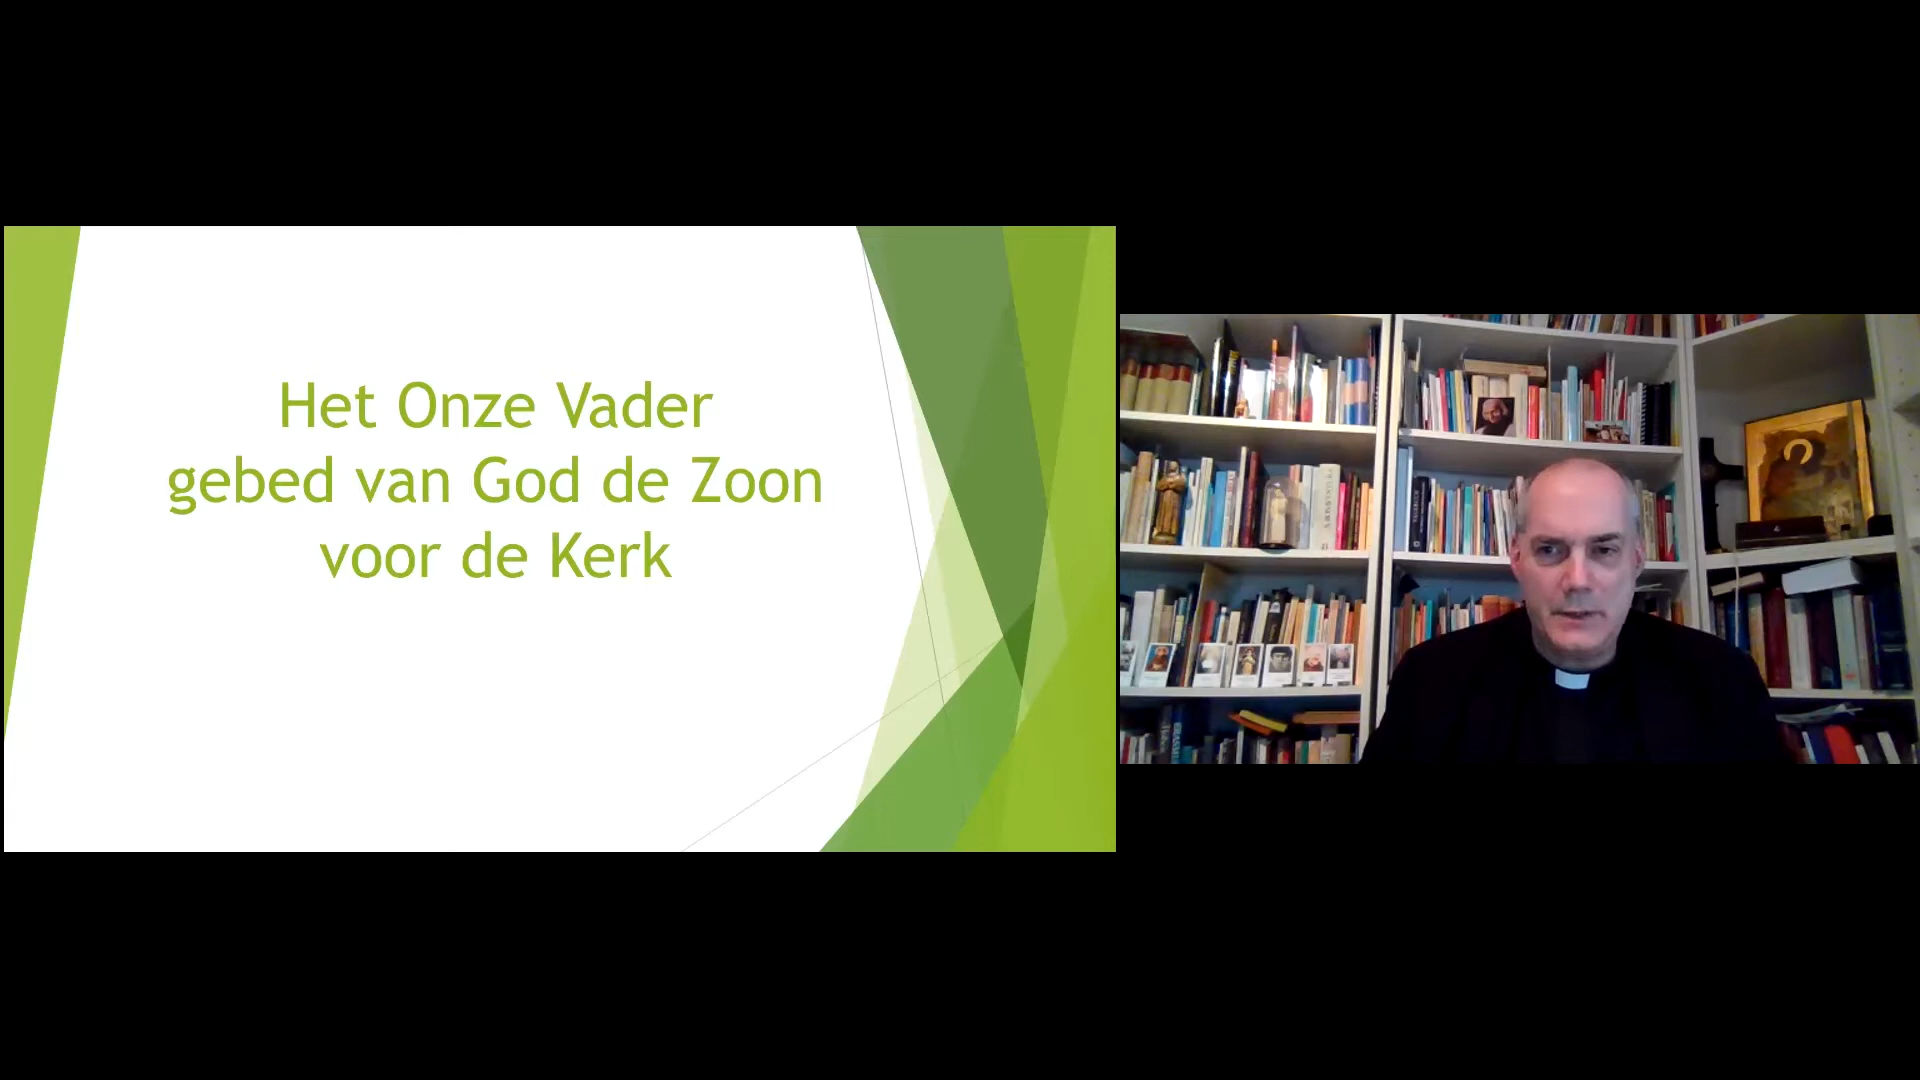 Het Onze Vader
gebed van God de Zoon
voor de Kerk